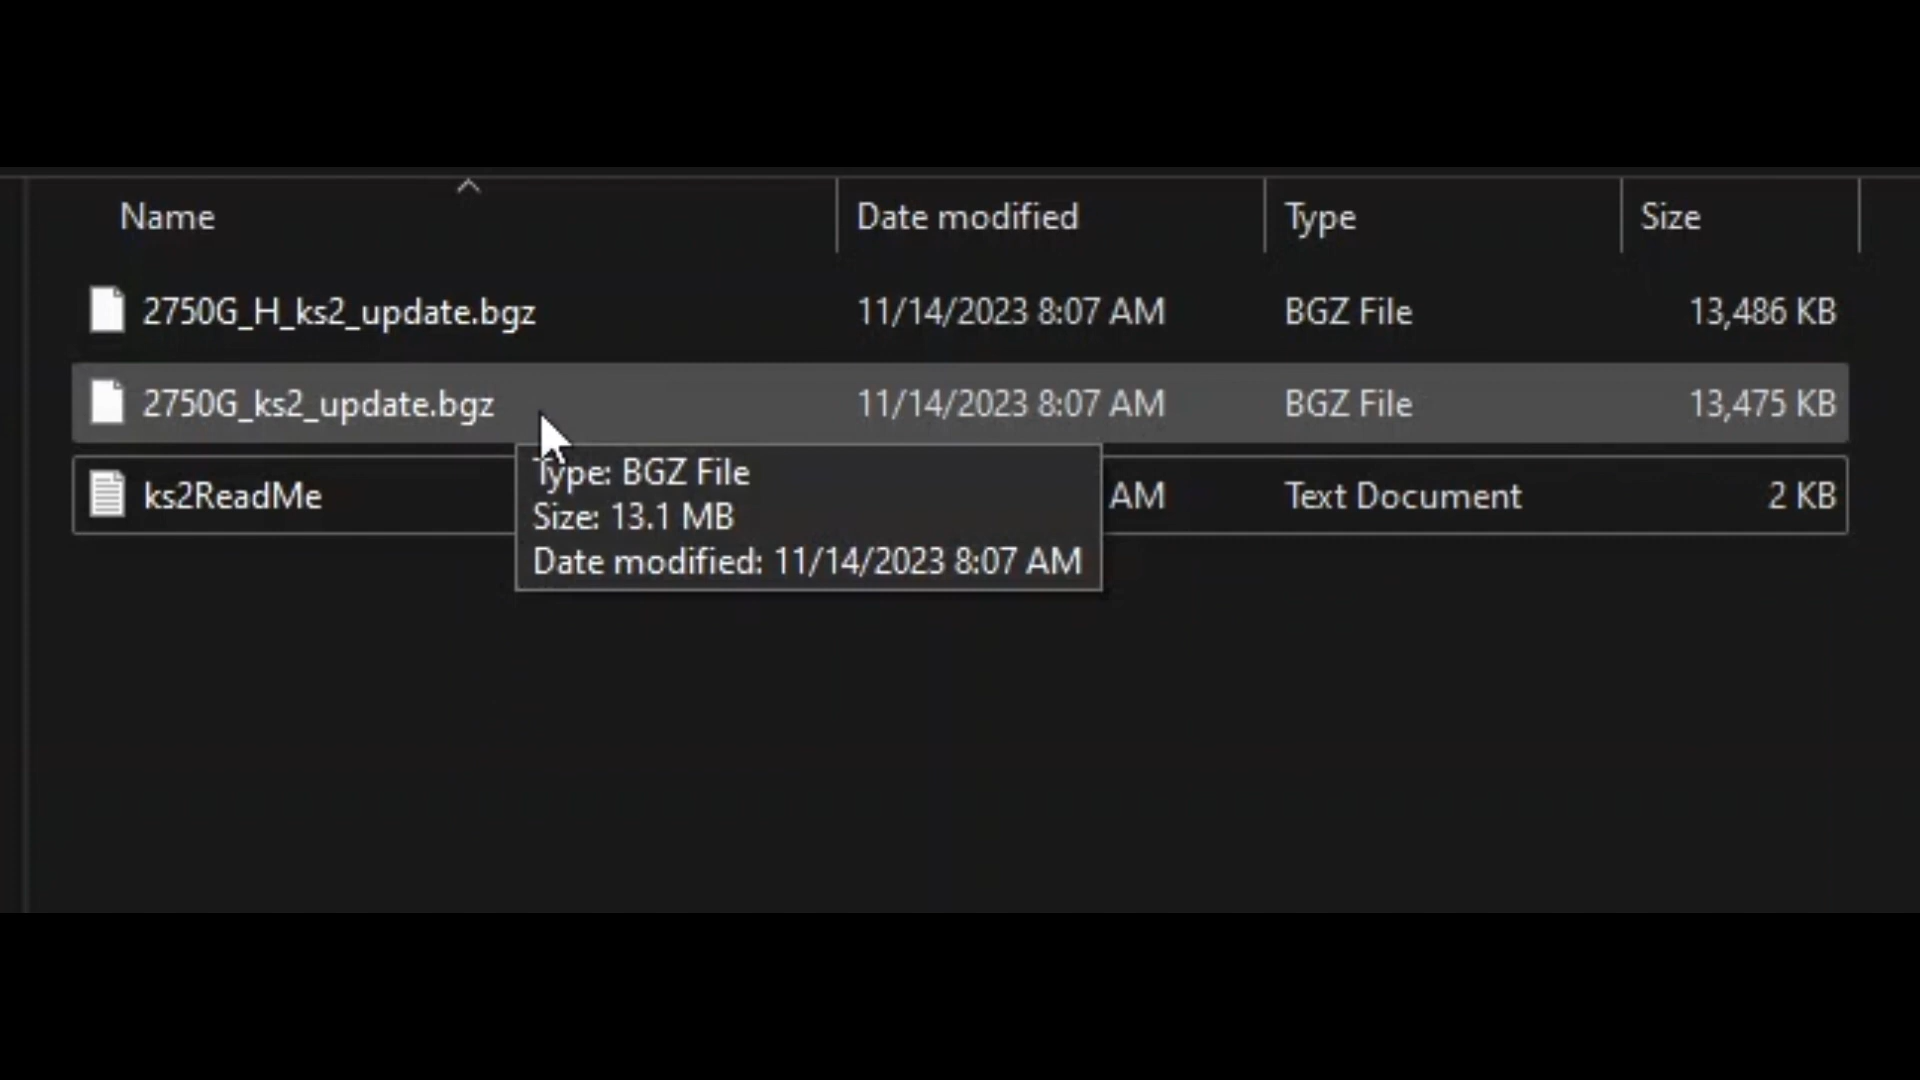 Name Date modified Type Size
2750G_H_ks2_update.bgz 11/14/2023 8:07 AM BGZ File 13,486 KB
2750G_ks2_update.bgz 11/14/2023 8:07 AM BGZ File 13,475 KB
ks2ReadMe AM Text Document 2 KB
Type: BGZ File
Size: 13.1 MB
Date modified: 11/14/2023 8:07 AM